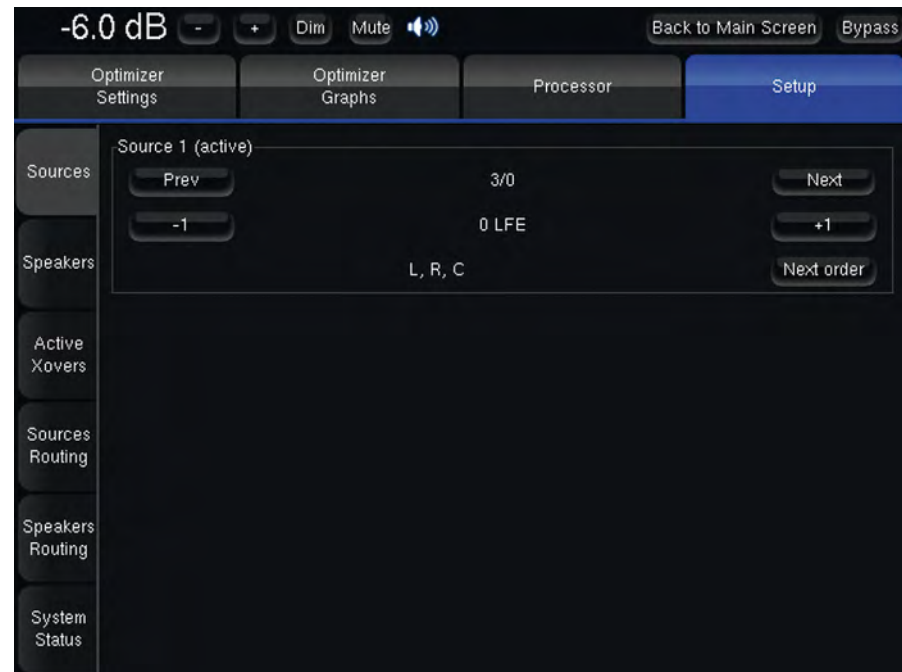 -6.0 dB - + Dim Mute Back to Main Screen Bypass
Optimizer
Settings
Optimizer
Graphs
Processor
Setup
Sources
Speakers
Active
Xovers
Sources
Routing
Speakers
Routing
System
Status
Source 1 (active)
Prev 3/0 Next
-1 0 LFE +1
L, R, C Next order